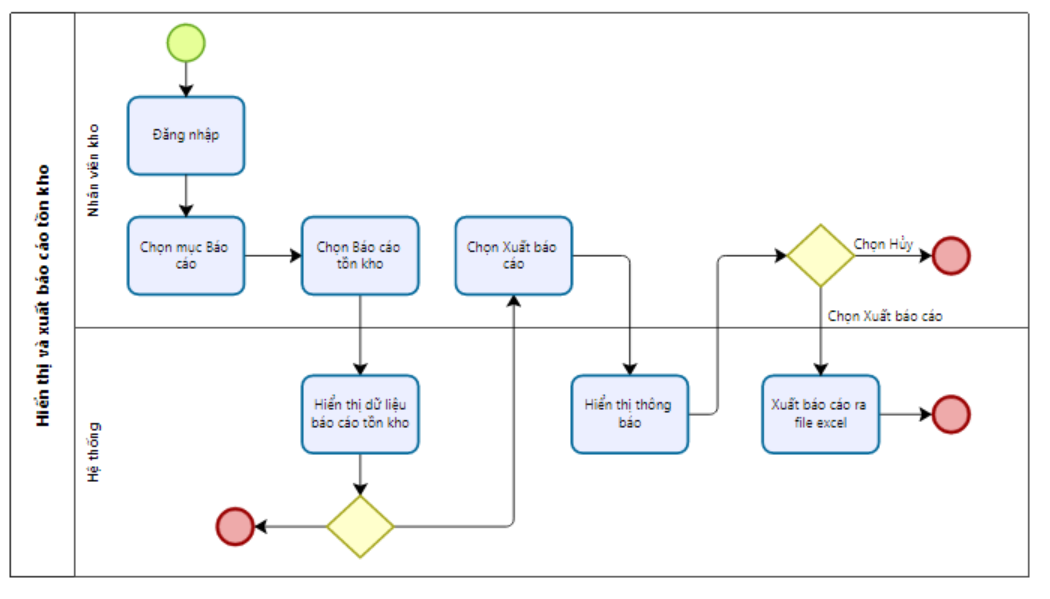 Hiển thị và xuất báo cáo tồn kho
Nhân viên kho
Đăng nhập
Chọn mục Báo
cáo
Chọn Báo cáo
tồn kho
Chọn Xuất báo
cáo
Chọn Hủy
Chọn Xuất báo cáo
Hệ thống
Hiển thị dữ liệu
báo cáo tồn kho
Hiển thị thông
báo
Xuất báo cáo ra
file excel